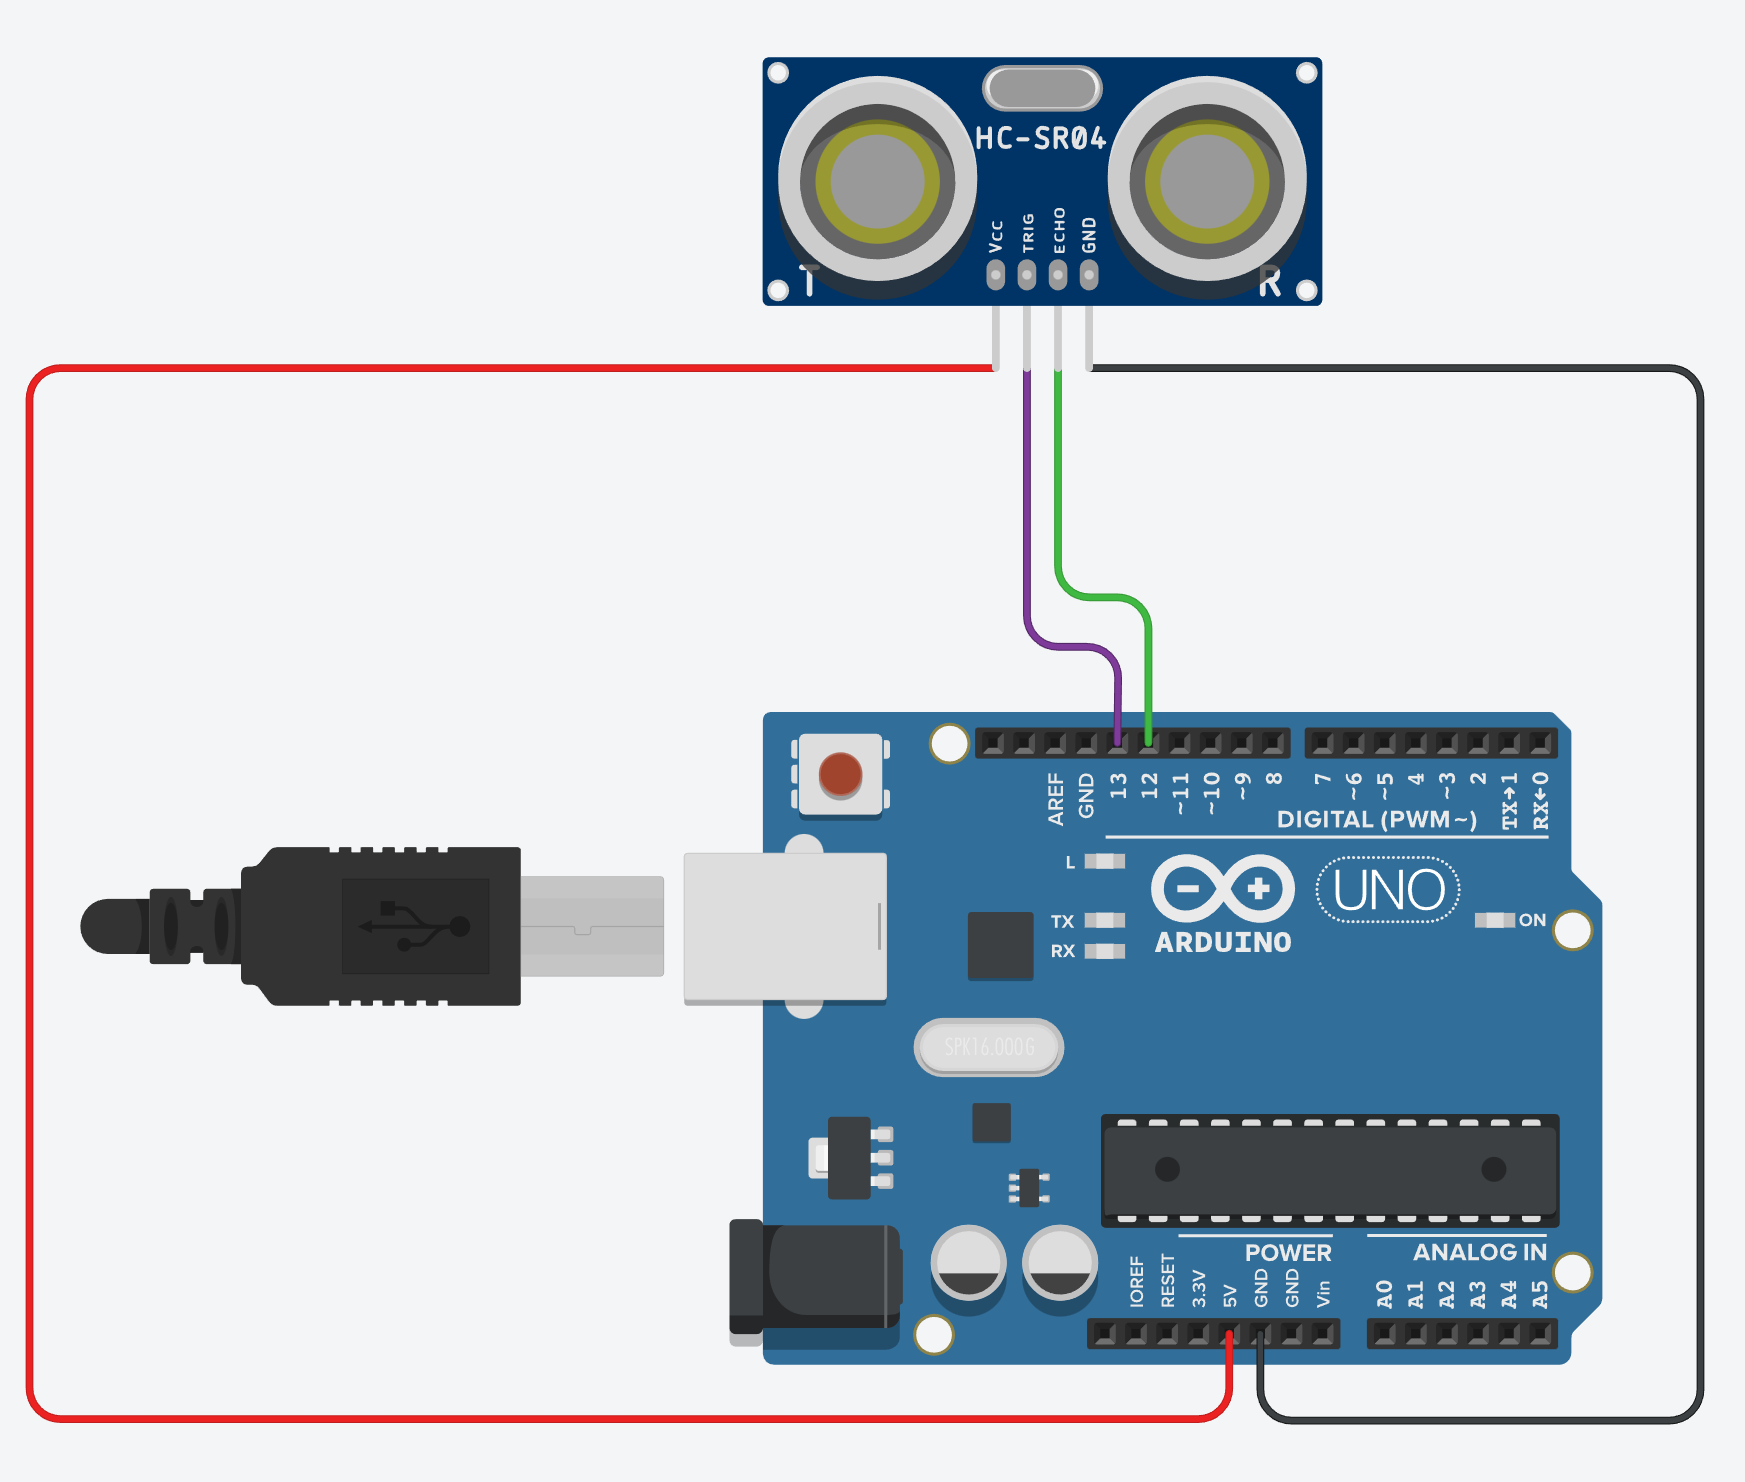 HC-SR04
VCC
TRIG
ECHO
GND
T
R
AREF
GND
13
12
~11
~10
~9
8
7
~6
~5
4
~3
2
TX→1
RX←0
DIGITAL (PWM~)
L
TX
RX
ARDUINO
UNO
ON
SPK16.000G
POWER
ANALOG IN
IOREF
RESET
3.3V
5V
GND
GND
Vin
A0
A1
A2
A3
A4
A5